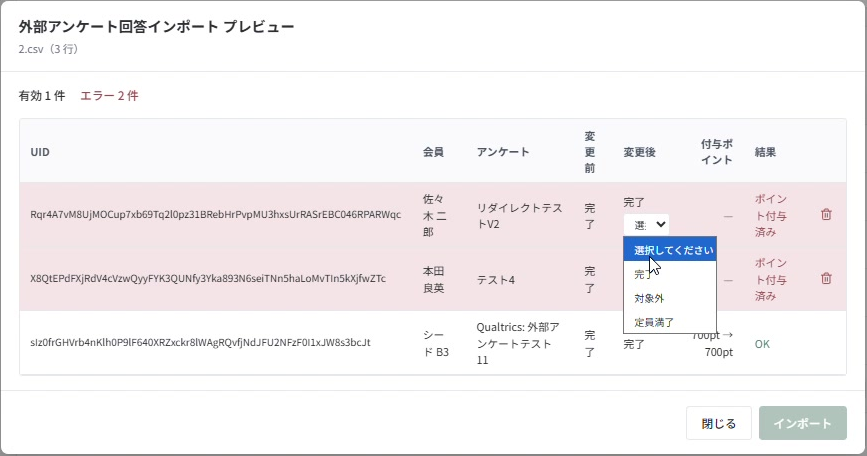 外部アンケート回答インポート プレビュー
2.csv（3 行）
有効 1 件 エラー 2 件
UID 会員 アンケート 変更前 変更後 付与ポイント 結果
Rqr4A7vM8UjMOCup7xb69Tq2l0pz31BRebHrPvpMU3hxsUrRASrEBC046RPARWqc 佐々木 二郎 リダイレクトテストV2 完了 完了 — ポイント付与済み
選択してください
完了
対象外
定員満了
X8QtEPdFXjRdV4cVzwQyyFYK3QUNfy3Yka893N6seiTNn5haLoMvTIn5kXjfwZTc 本田 良英 テスト4 完了 — ポイント付与済み
sIz0frGHVrb4nKlh0P9lF640XRZxckr8lWAgRQvfjNdJFU2NFzF0I1xJW8s3bcJt シード B3 Qualtrics: 外部アンケートテスト11 完了 完了 700pt → 700pt OK
閉じる インポート